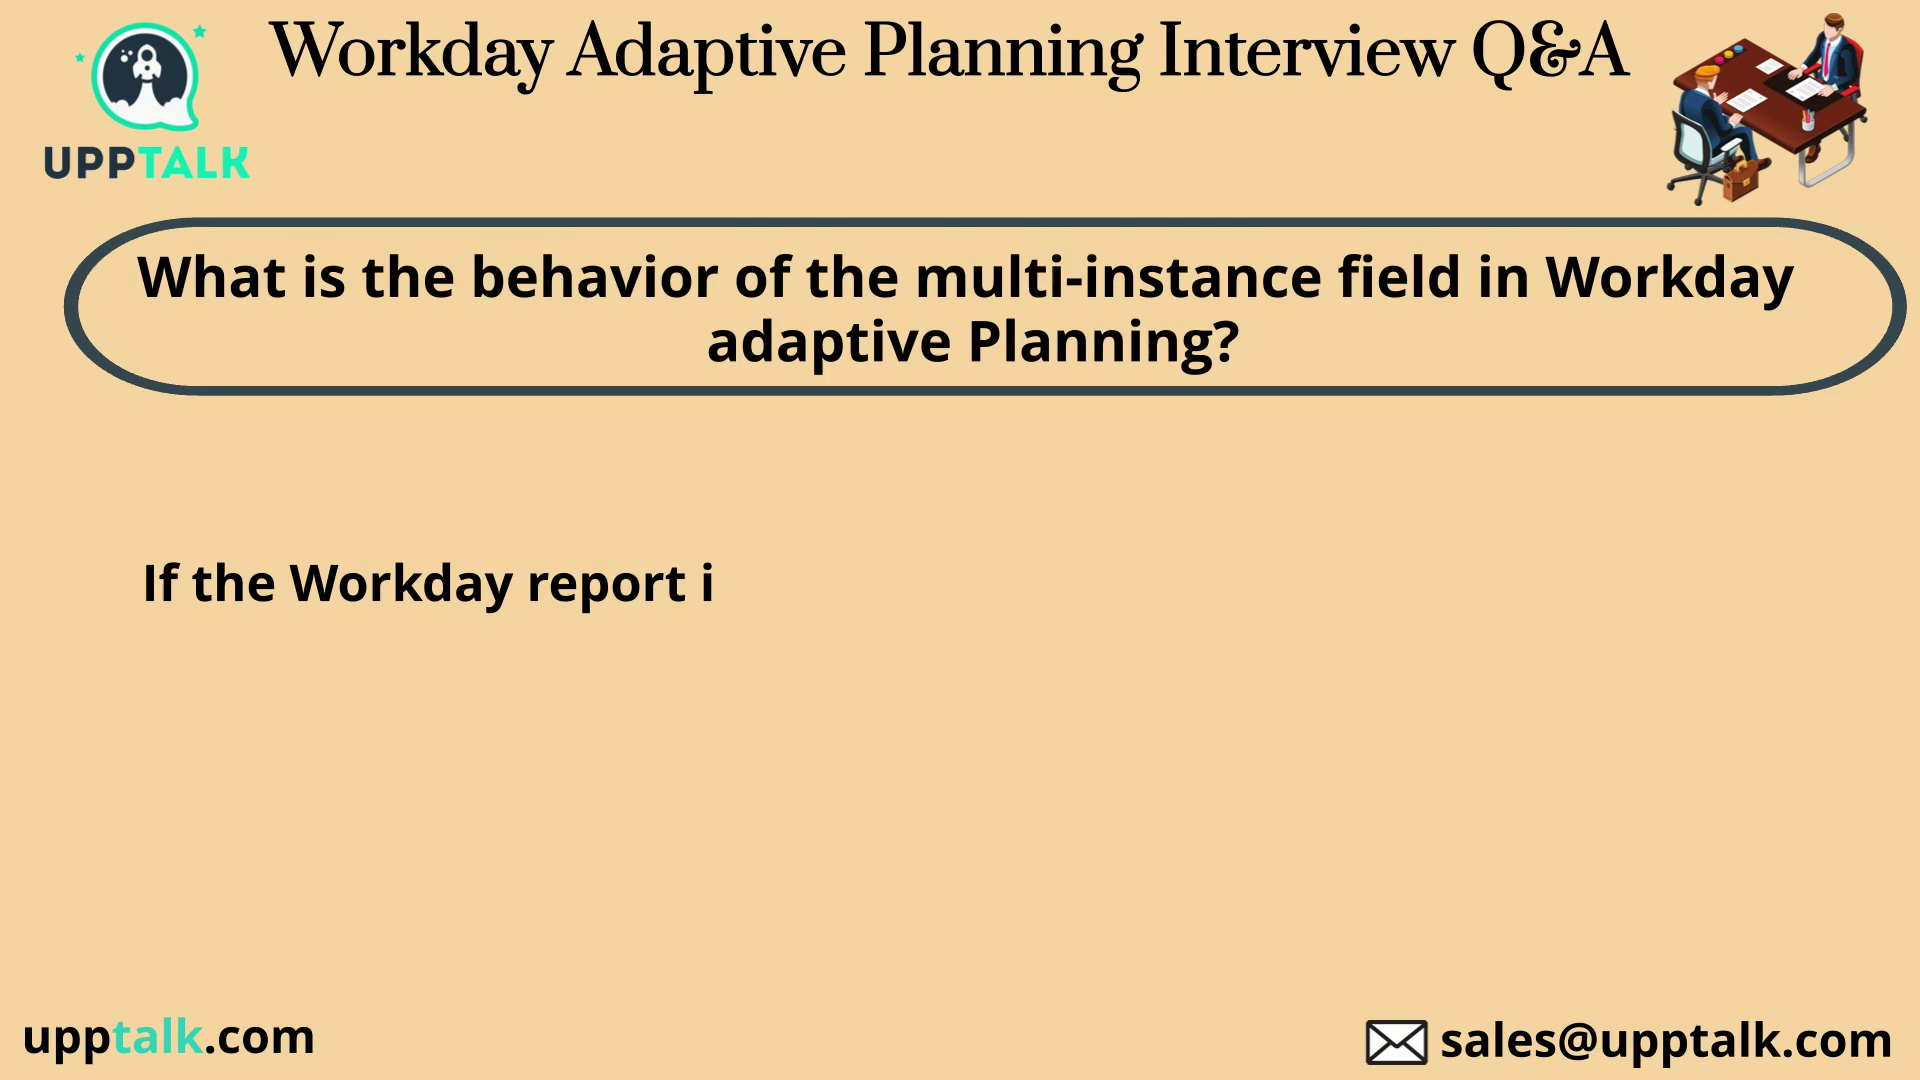 Workday Adaptive Planning Interview Q&A
UPPTALK
What is the behavior of the multi-instance field in Workday
adaptive Planning?
If the Workday report i
upptalk.com
sales@upptalk.com